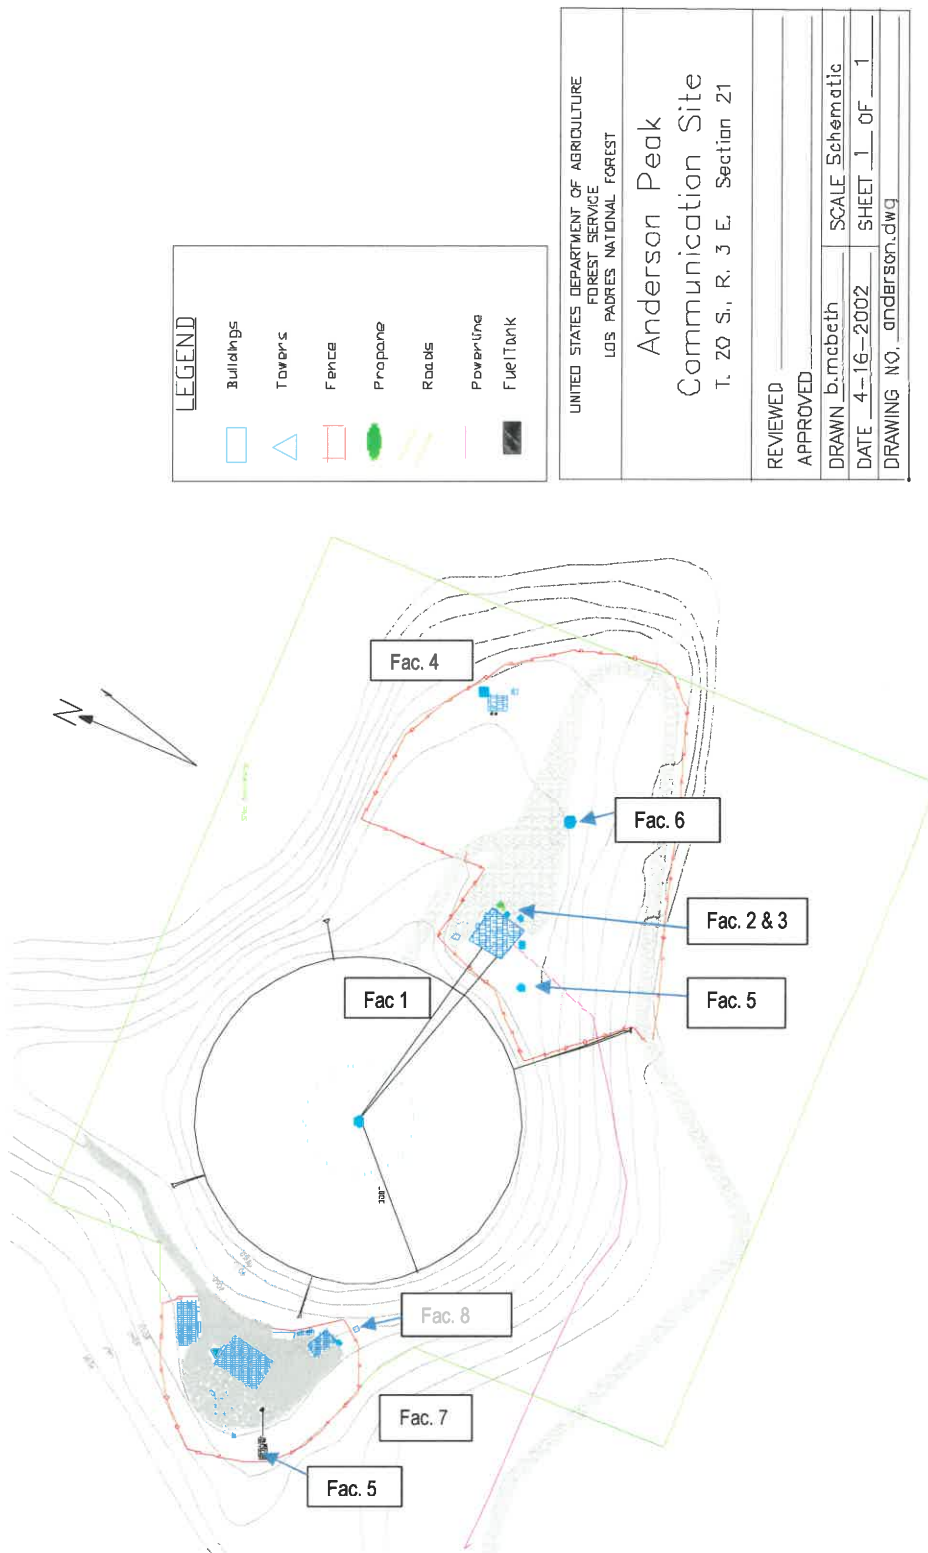 UNITED STATES DEPARTMENT OF AGRICULTURE
FOREST SERVICE
LOS PADRES NATIONAL FOREST
Anderson Peak
Communication Site
T. 20 S., R. 3 E. Section 21
REVIEWED
APPROVED
DRAWN b.mcbeth SCALE Schematic
DATE 4-16-2002 SHEET 1 OF 1
DRAWING NO. anderson.dwg
LEGEND
Buildings
Towers
Fence
Propane
Roads
Powerline
FuelTank
N
Fac. 4
Fac. 6
Fac. 2 & 3
Fac 1
Fac. 5
Fac. 8
Fac. 7
Fac. 5